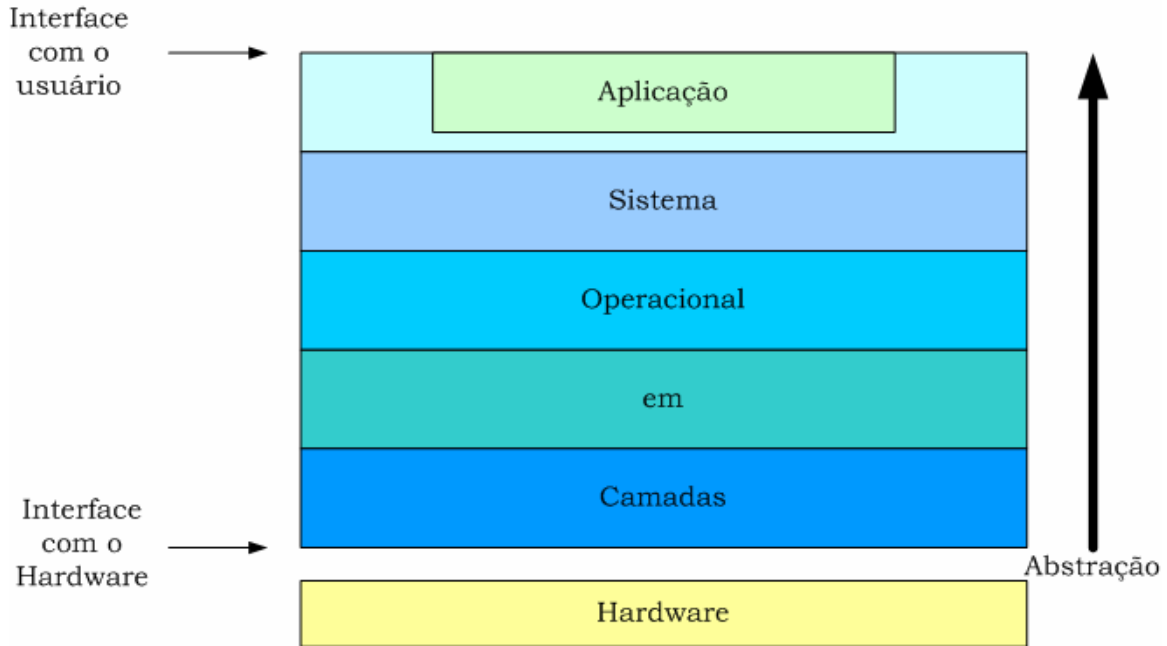 Interface
com o
usuário
Aplicação
Sistema
Operacional
em
Camadas
Interface
com o
Hardware
Abstração
Hardware